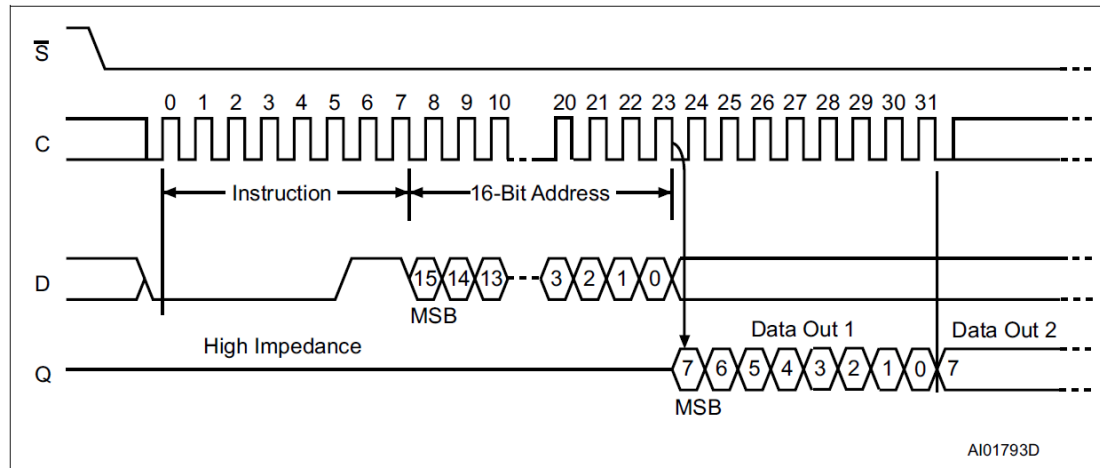 S̅
0 1 2 3 4 5 6 7 8 9 10 20 21 22 23 24 25 26 27 28 29 30 31
C
Instruction 16-Bit Address
D 15 14 13 3 2 1 0
MSB
High Impedance Data Out 1 Data Out 2
Q 7 6 5 4 3 2 1 0 7
MSB
AI01793D